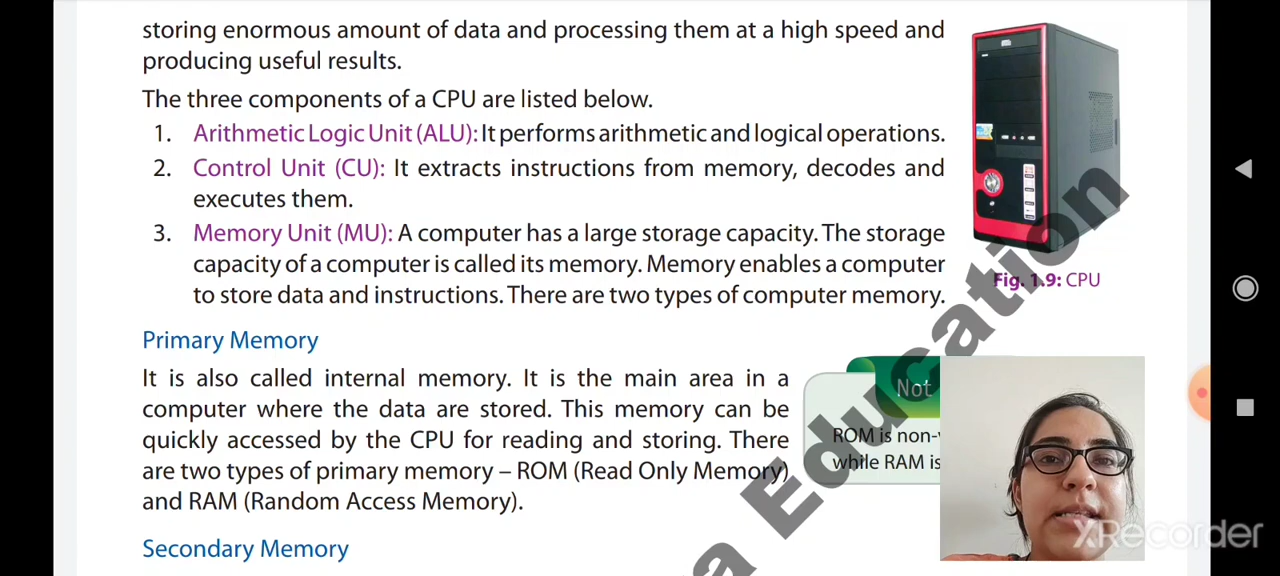 storing enormous amount of data and processing them at a high speed and
producing useful results.
The three components of a CPU are listed below.
1. Arithmetic Logic Unit (ALU): It performs arithmetic and logical operations.
2. Control Unit (CU): It extracts instructions from memory, decodes and
executes them.
3. Memory Unit (MU): A computer has a large storage capacity. The storage
capacity of a computer is called its memory. Memory enables a computer
to store data and instructions. There are two types of computer memory.
Fig. 1.9: CPU
Primary Memory
It is also called internal memory. It is the main area in a
computer where the data are stored. This memory can be
quickly accessed by the CPU for reading and storing. There
are two types of primary memory – ROM (Read Only Memory)
and RAM (Random Access Memory).
Not
ROM is non-
while RAM is
Secondary Memory
Education
XRecorder